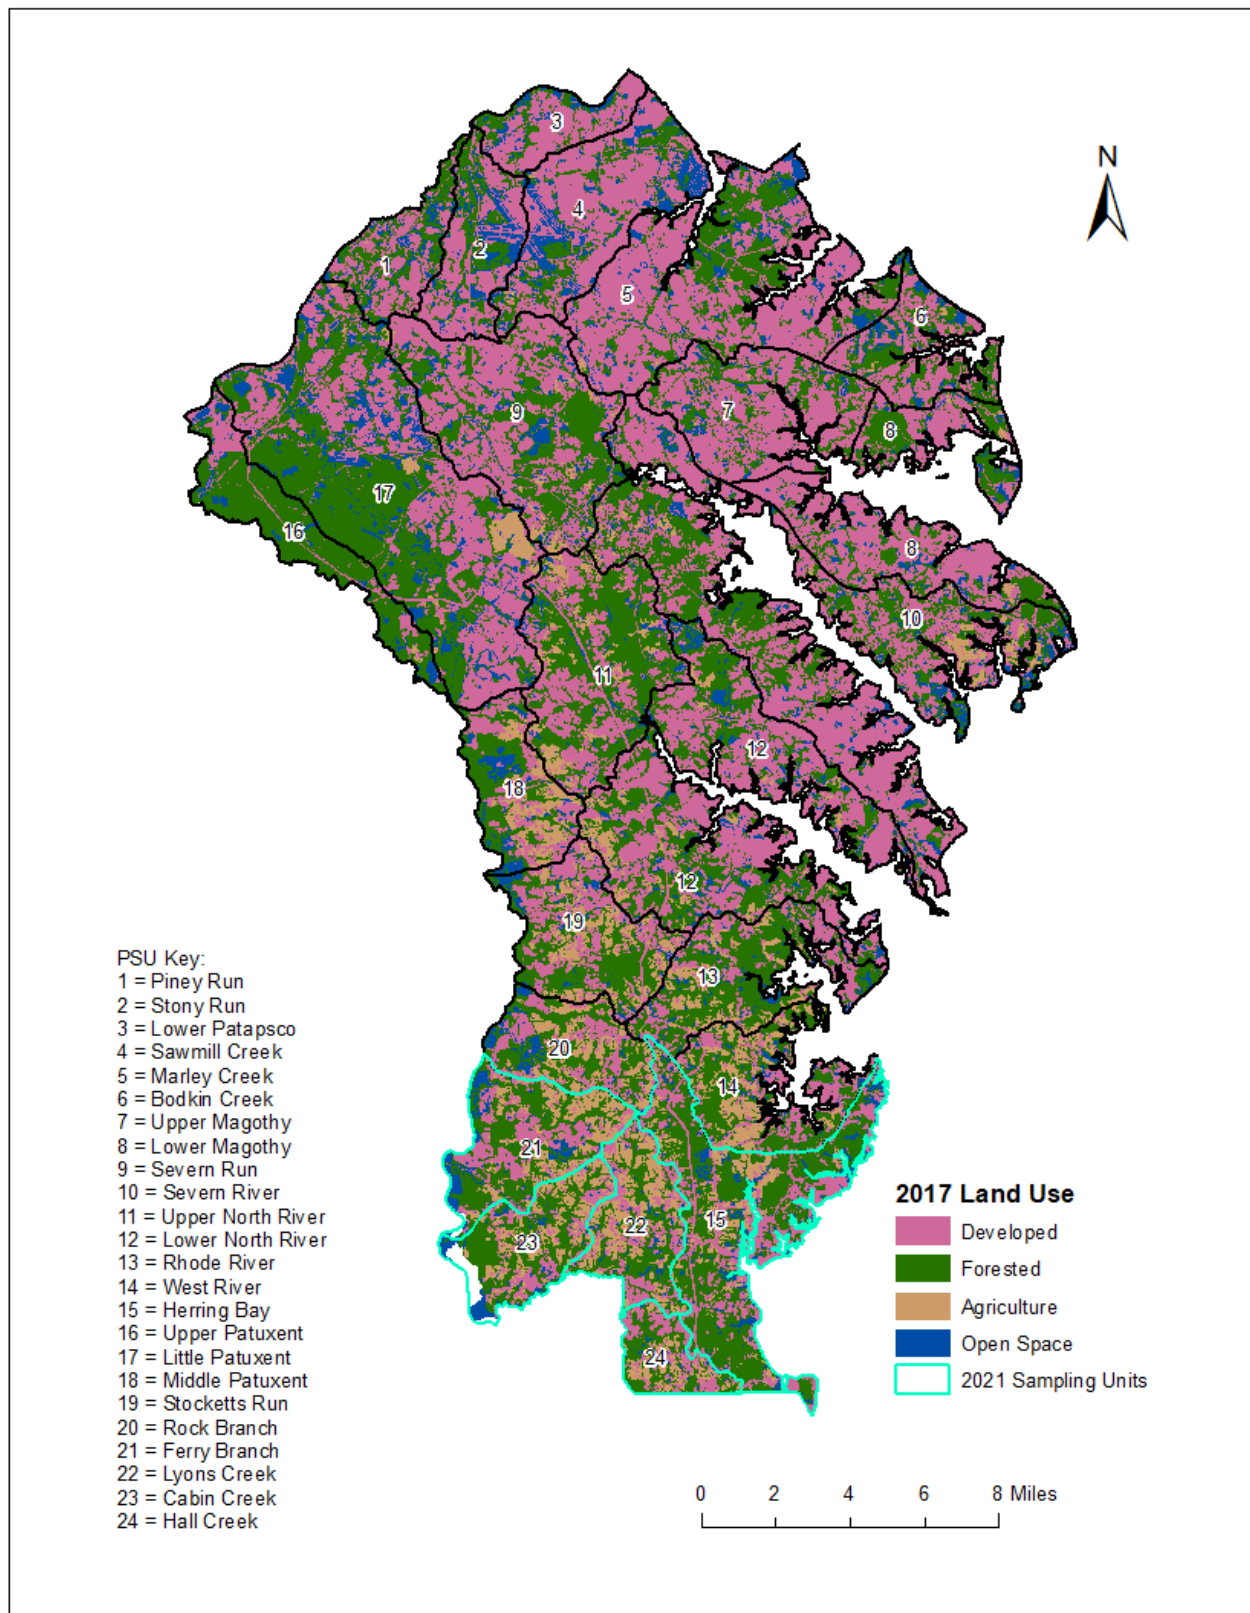 N
3
4
2
1
5
6
7
9
8
17
16
8
10
11
12
18
12
19
13
20
14
21
15
22
23
24
PSU Key:
1 = Piney Run
2 = Stony Run
3 = Lower Patapsco
4 = Sawmill Creek
5 = Marley Creek
6 = Bodkin Creek
7 = Upper Magothy
8 = Lower Magothy
9 = Severn Run
10 = Severn River
11 = Upper North River
12 = Lower North River
13 = Rhode River
14 = West River
15 = Herring Bay
16 = Upper Patuxent
17 = Little Patuxent
18 = Middle Patuxent
19 = Stocketts Run
20 = Rock Branch
21 = Ferry Branch
22 = Lyons Creek
23 = Cabin Creek
24 = Hall Creek
2017 Land Use
Developed
Forested
Agriculture
Open Space
2021 Sampling Units
0 2 4 6 8 Miles